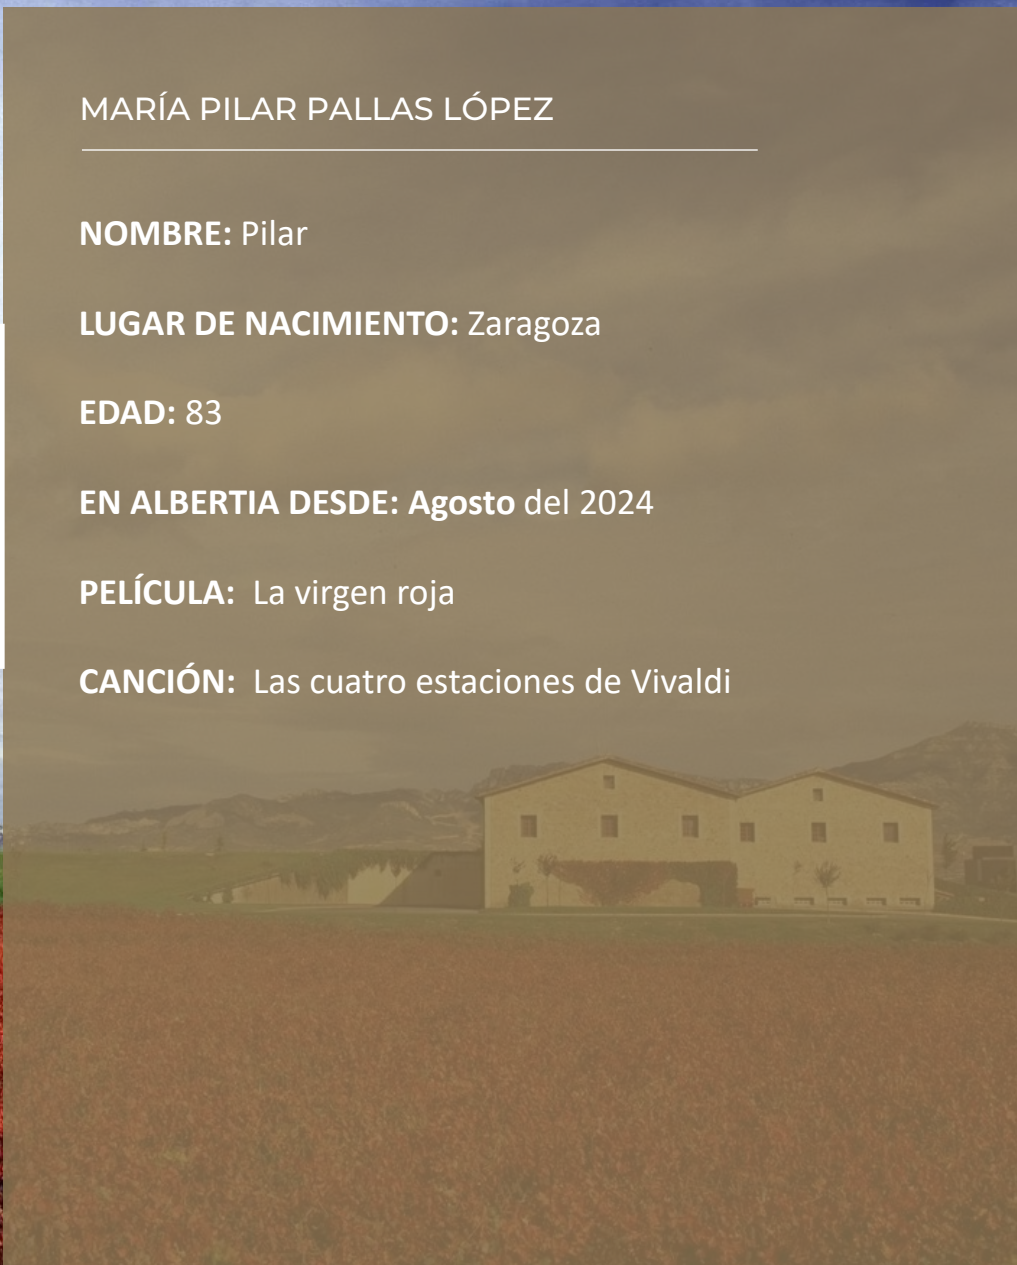 MARÍA PILAR PALLAS LÓPEZ
NOMBRE: Pilar
LUGAR DE NACIMIENTO: Zaragoza
EDAD: 83
EN ALBERTIA DESDE: Agosto del 2024
PELÍCULA: La virgen roja
CANCIÓN: Las cuatro estaciones de Vivaldi